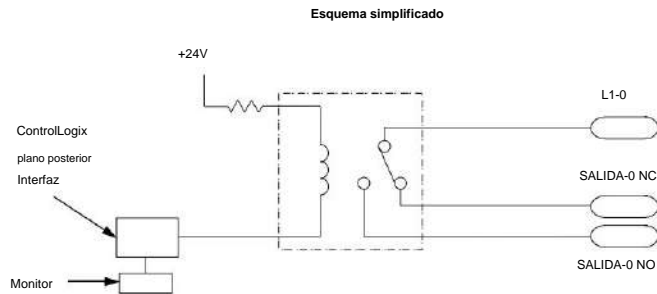 Esquema simplificado
+24V
L1-0
ControlLogix
plano posterior
Interfaz
SALIDA-0 NC
SALIDA-0 NO
Monitor